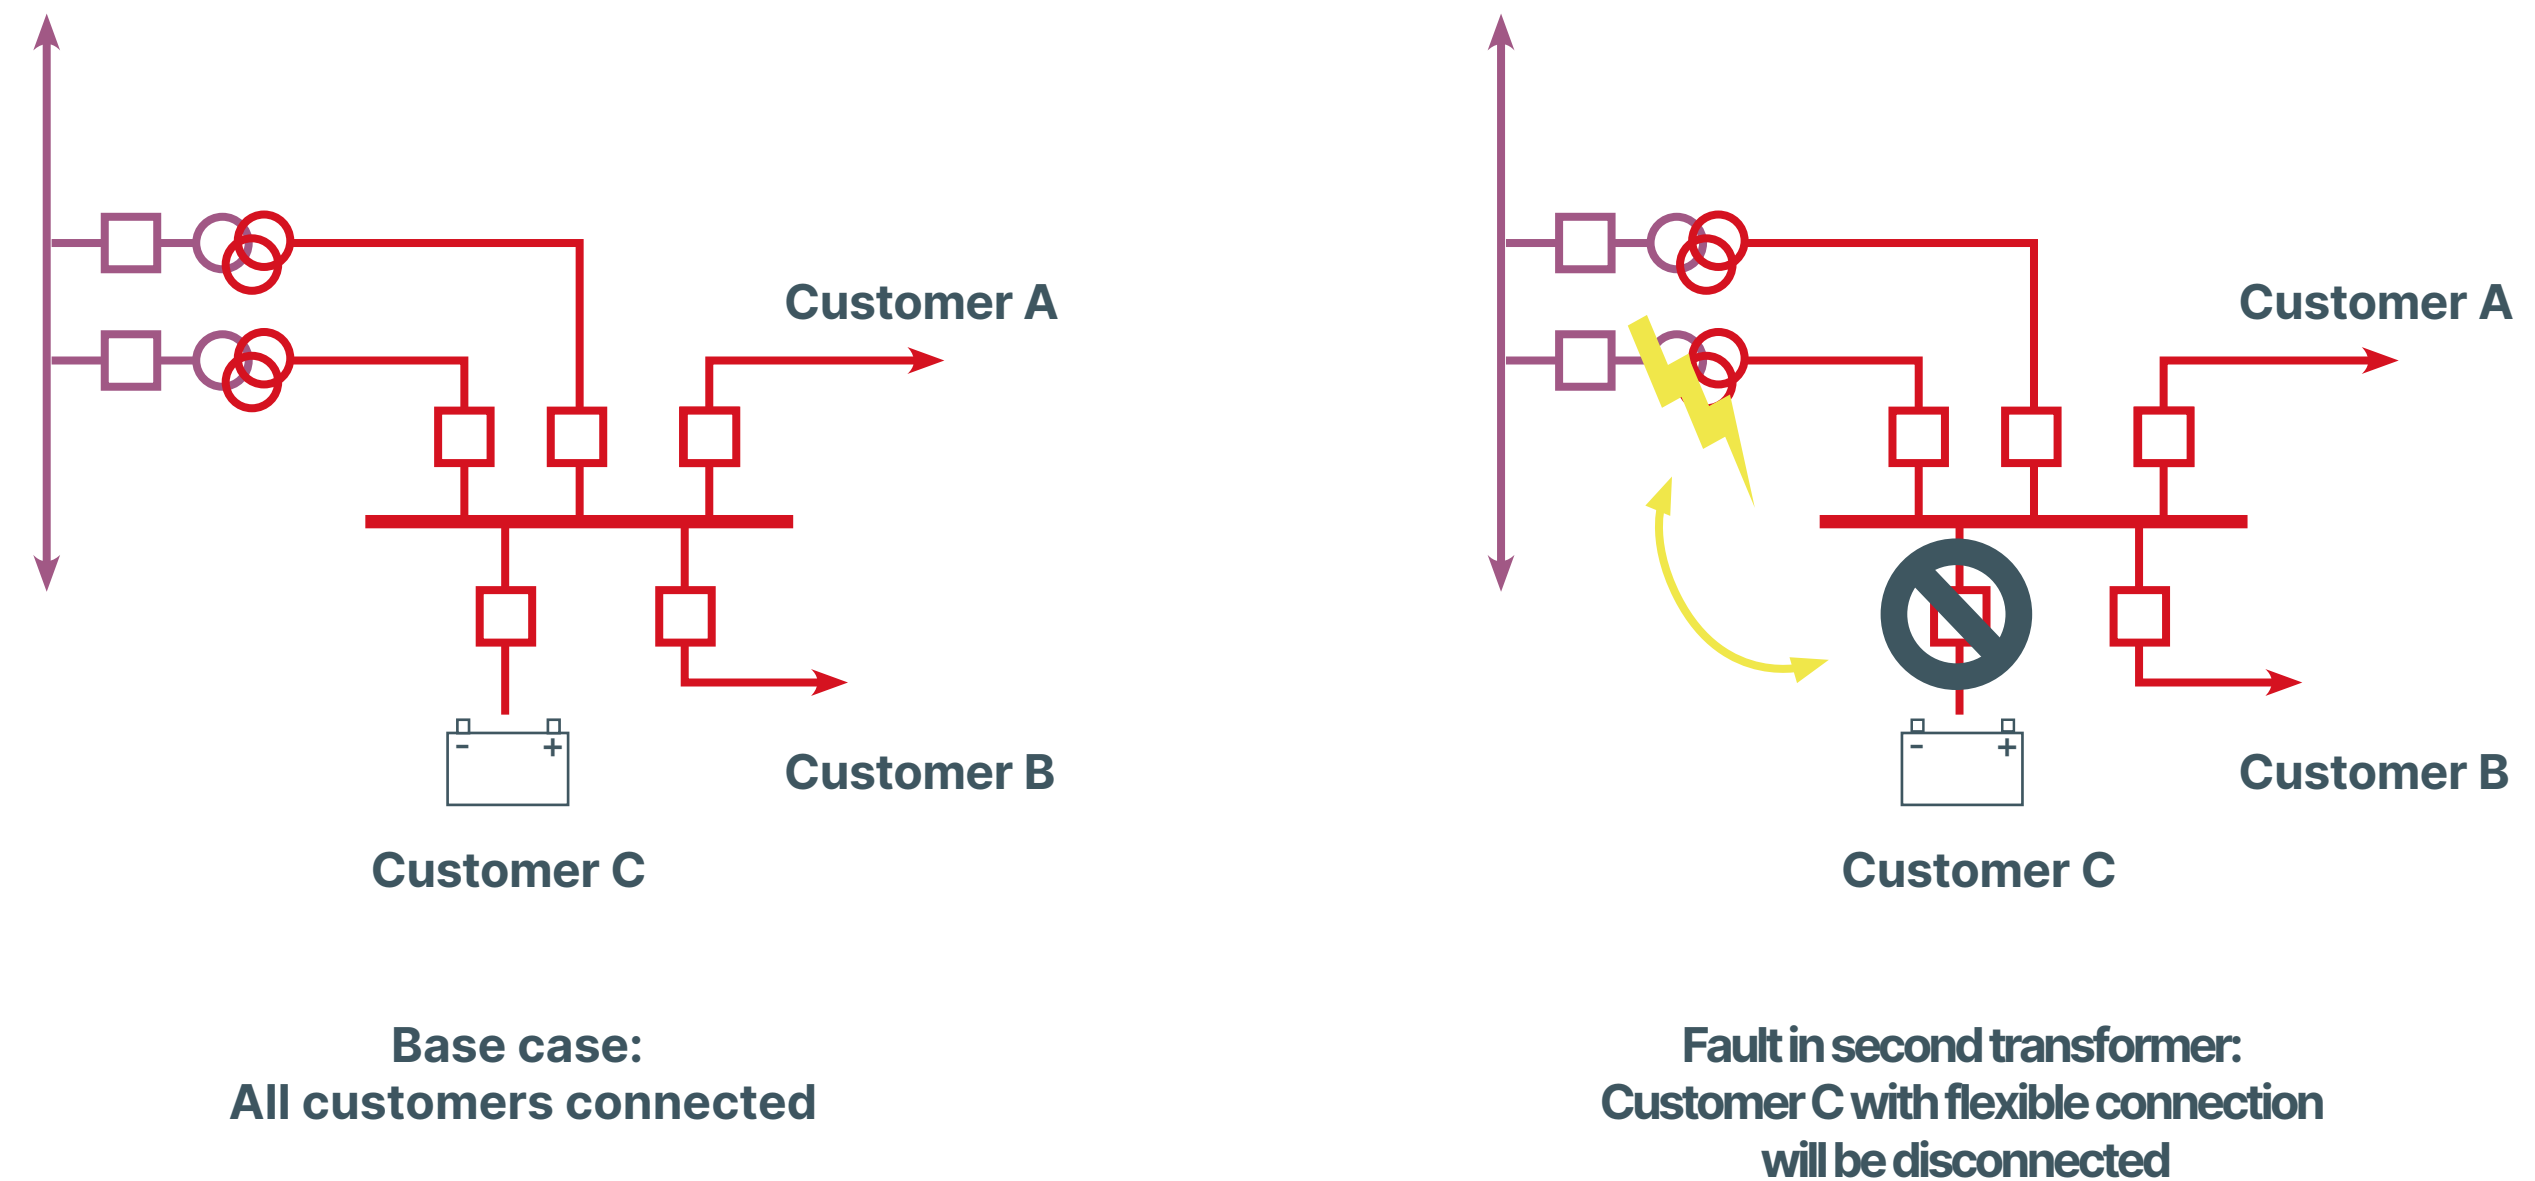 Customer A
Customer B
- +
Customer C
Base case:
All customers connected
Customer A
Customer B
- +
Customer C
Fault in second transformer:
Customer C with flexible connection
will be disconnected